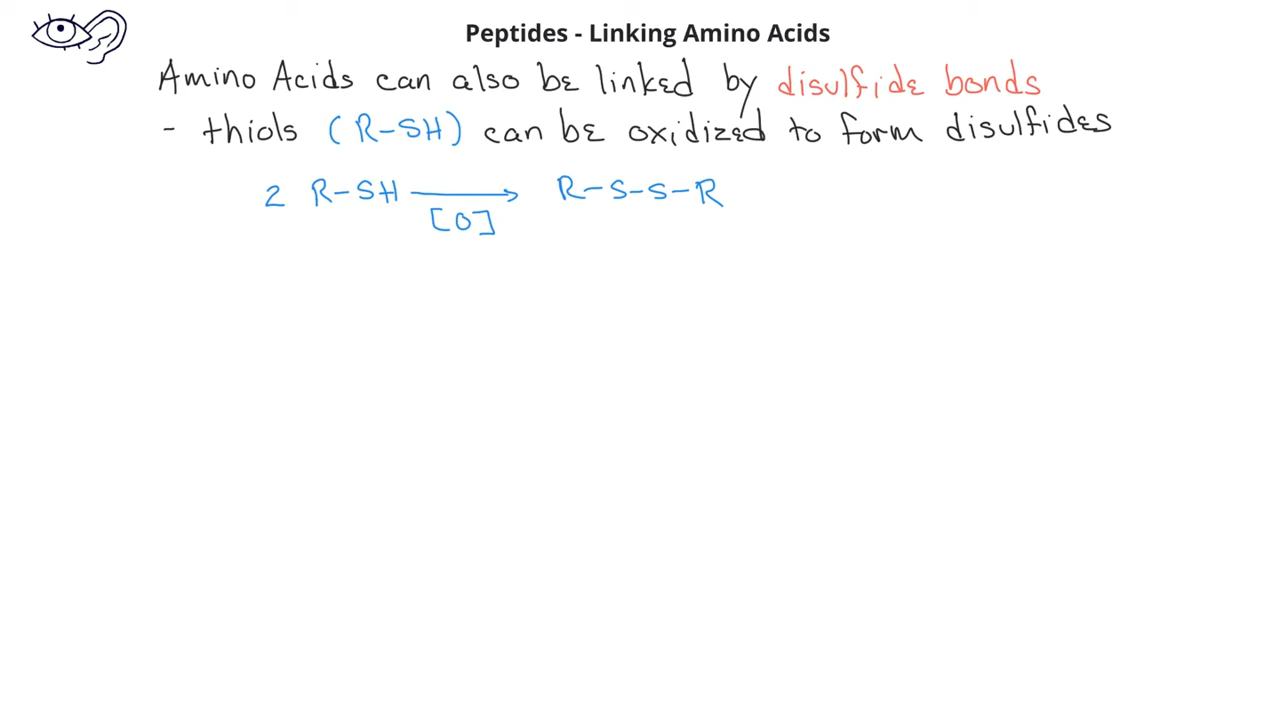 Peptides - Linking Amino Acids
Amino Acids can also be linked by disulfide bonds
- thiols (R-SH) can be oxidized to form disulfides
2 R-SH ⟶ R-S-S-R
[O]